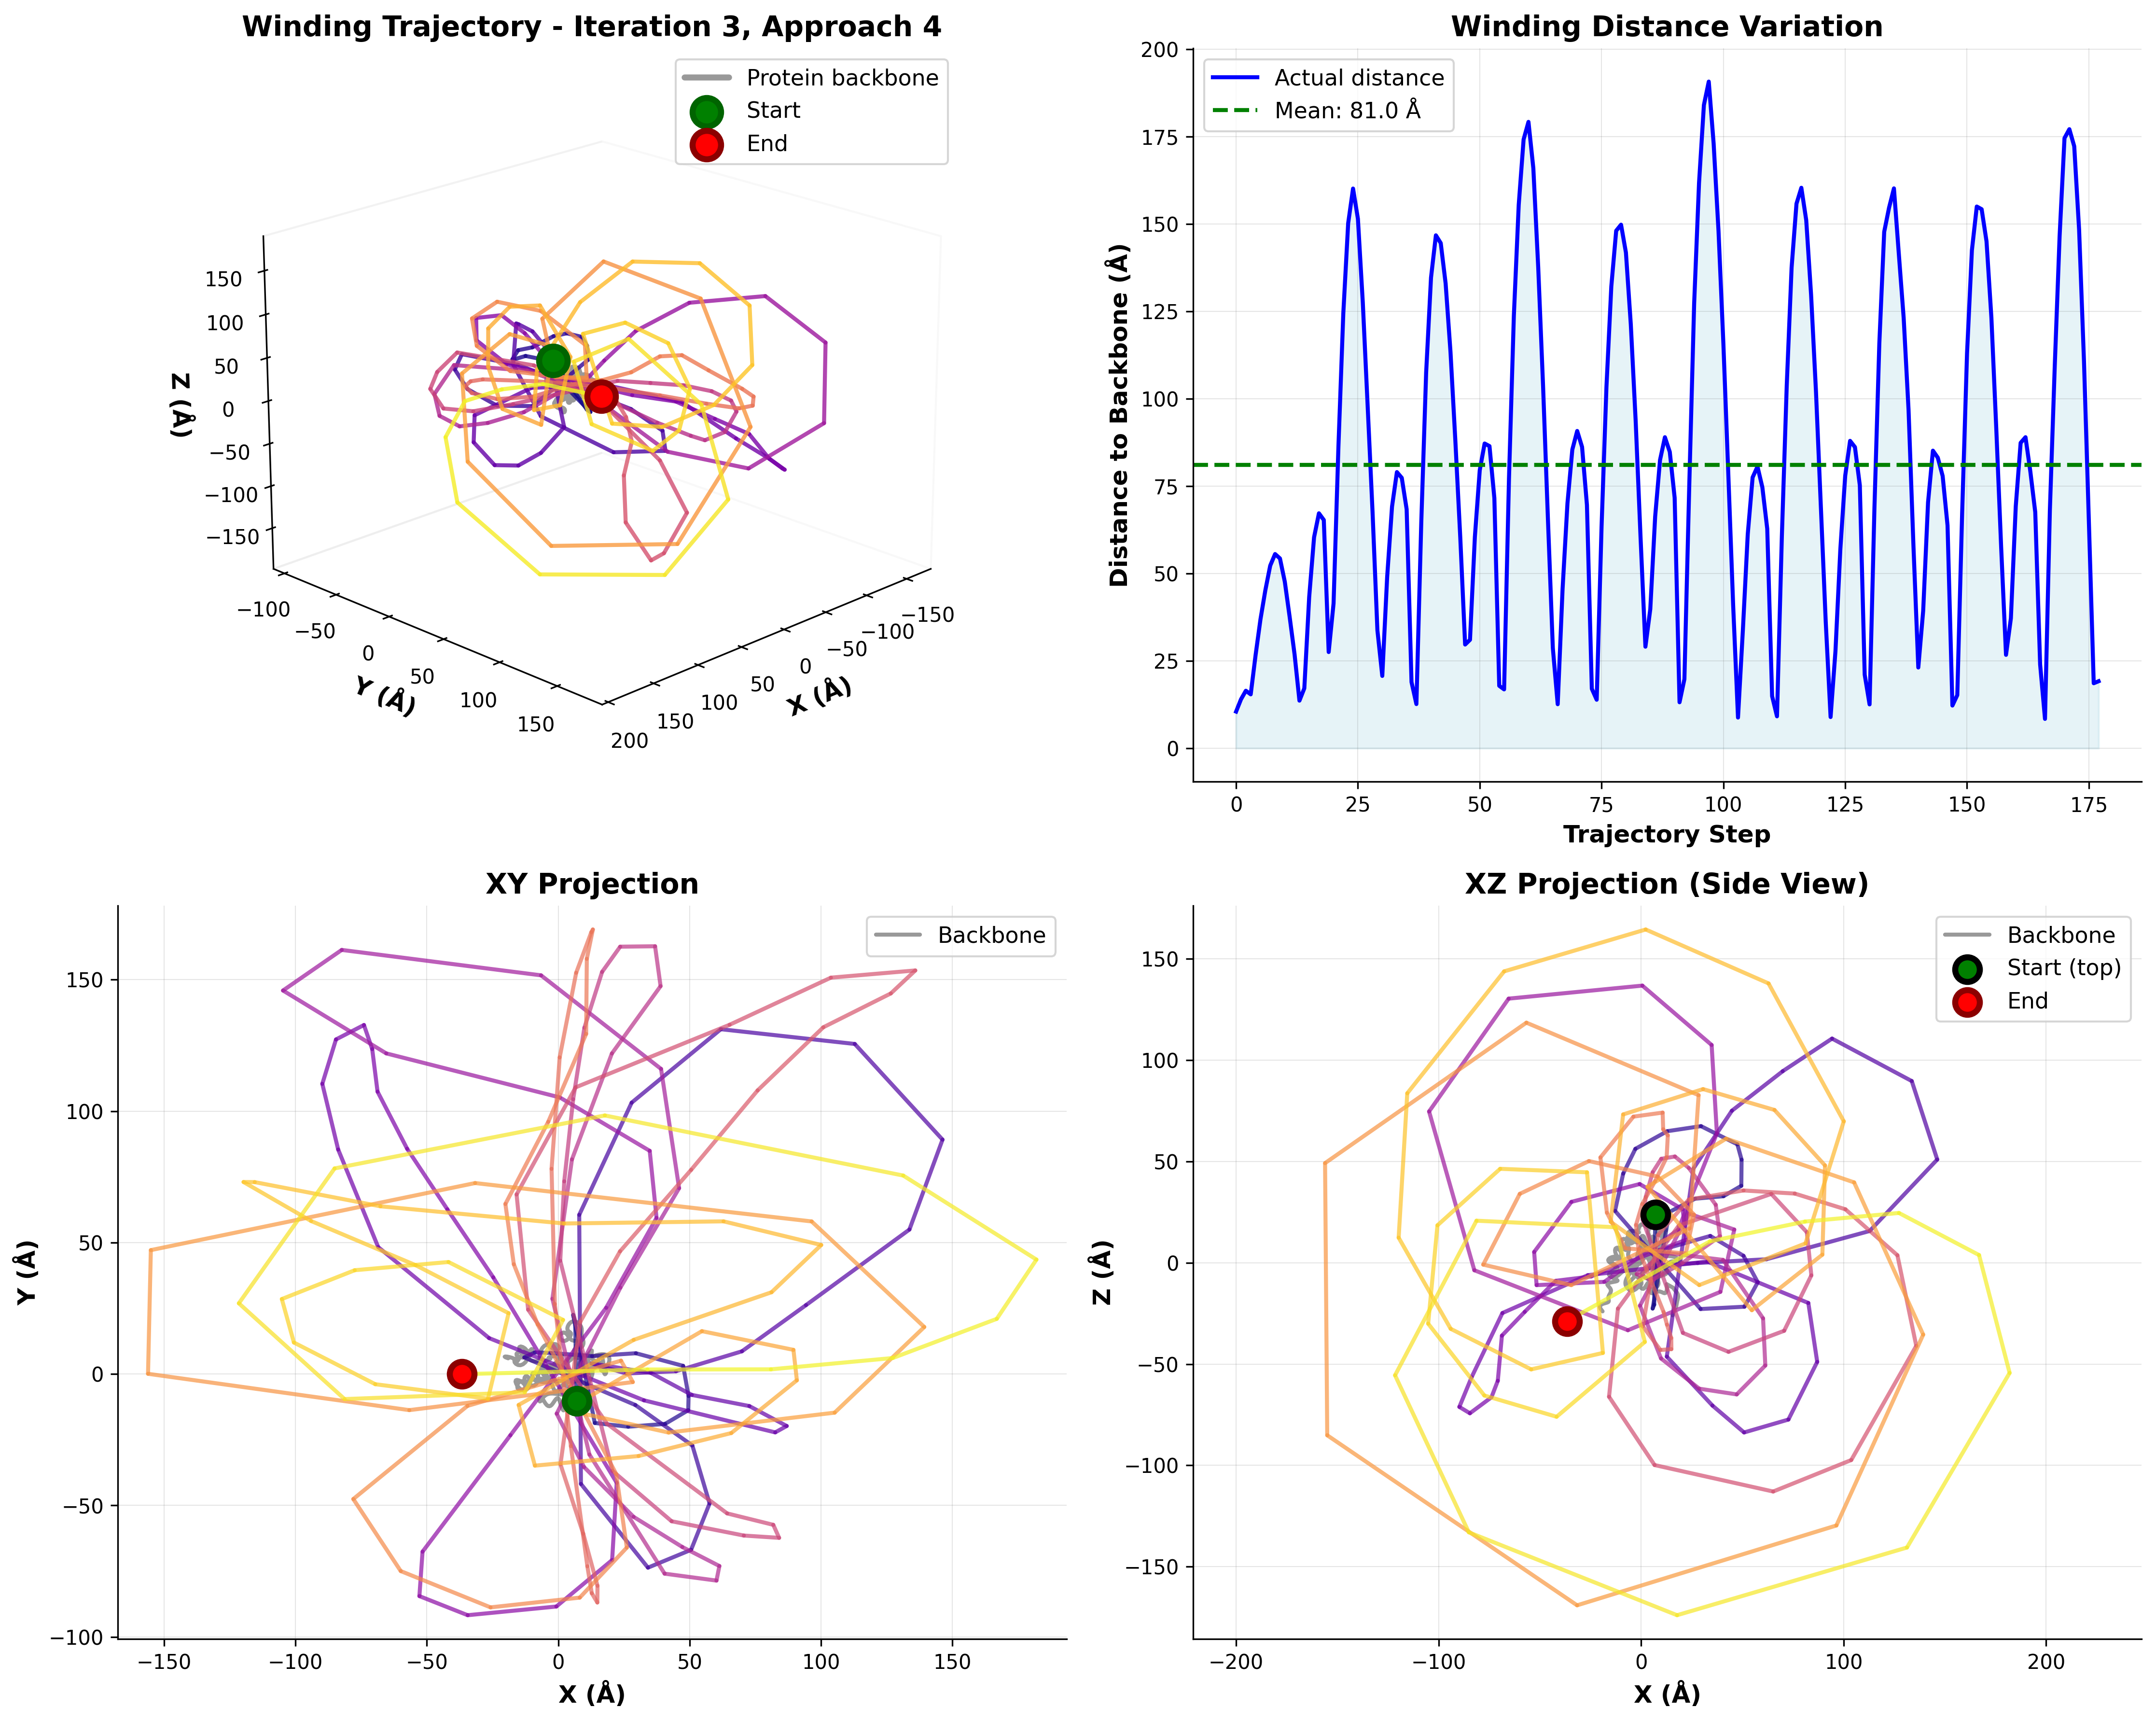 Winding Trajectory - Iteration 3, Approach 4
Protein backbone
Start
End
150
100
50
0
−50
−100
−150
Z (Å)
−100
−50
0
50
100
150
Y (Å)
200
150
100
50
0
−50
−100
−150
X (Å)
Winding Distance Variation
Actual distance
Mean: 81.0 Å
200
175
150
125
100
75
50
25
0
Distance to Backbone (Å)
0
25
50
75
100
125
150
175
Trajectory Step
XY Projection
Backbone
150
100
50
0
−50
−100
Y (Å)
−150
−100
−50
0
50
100
150
X (Å)
XZ Projection (Side View)
Backbone
Start (top)
End
150
100
50
0
−50
−100
−150
Z (Å)
−200
−100
0
100
200
X (Å)